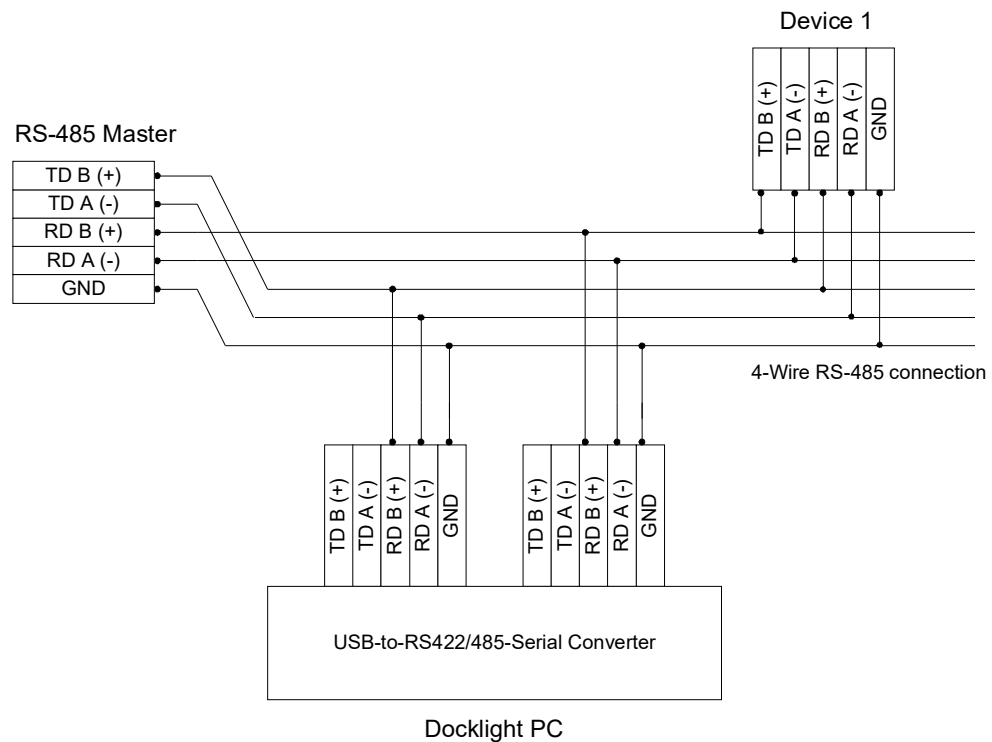 Device 1
TD B (+)
TD A (-)
RD B (+)
RD A (-)
GND
RS-485 Master
TD B (+)
TD A (-)
RD B (+)
RD A (-)
GND
4-Wire RS-485 connection
TD B (+)
TD A (-)
RD B (+)
RD A (-)
GND
TD B (+)
TD A (-)
RD B (+)
RD A (-)
GND
USB-to-RS422/485-Serial Converter
Docklight PC